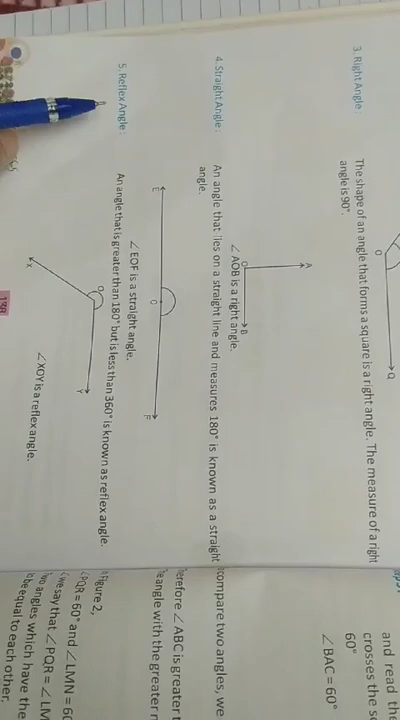 Q
O
3. Right Angle :
The shape of an angle that forms a square is a right angle. The measure of a right
angle is 90°.
A
O
B
∠ AOB is a right angle.
4. Straight Angle :
An angle that lies on a straight line and measures 180° is known as a straight
angle.
E
O
F
∠ EOF is a straight angle.
5. Reflex Angle :
An angle that is greater than 180° but is less than 360° is known as reflex angle.
O
Y
X
∠ XOY is a reflex angle.
138
and read the
crosses the
60°
∠ BAC = 60°
compare two angles, we
∠ ABC is greater
angle with the greater
Figure 2,
PQR = 60° and ∠ LMN =
we say that ∠ PQR =
angles which have the
be equal to each other.